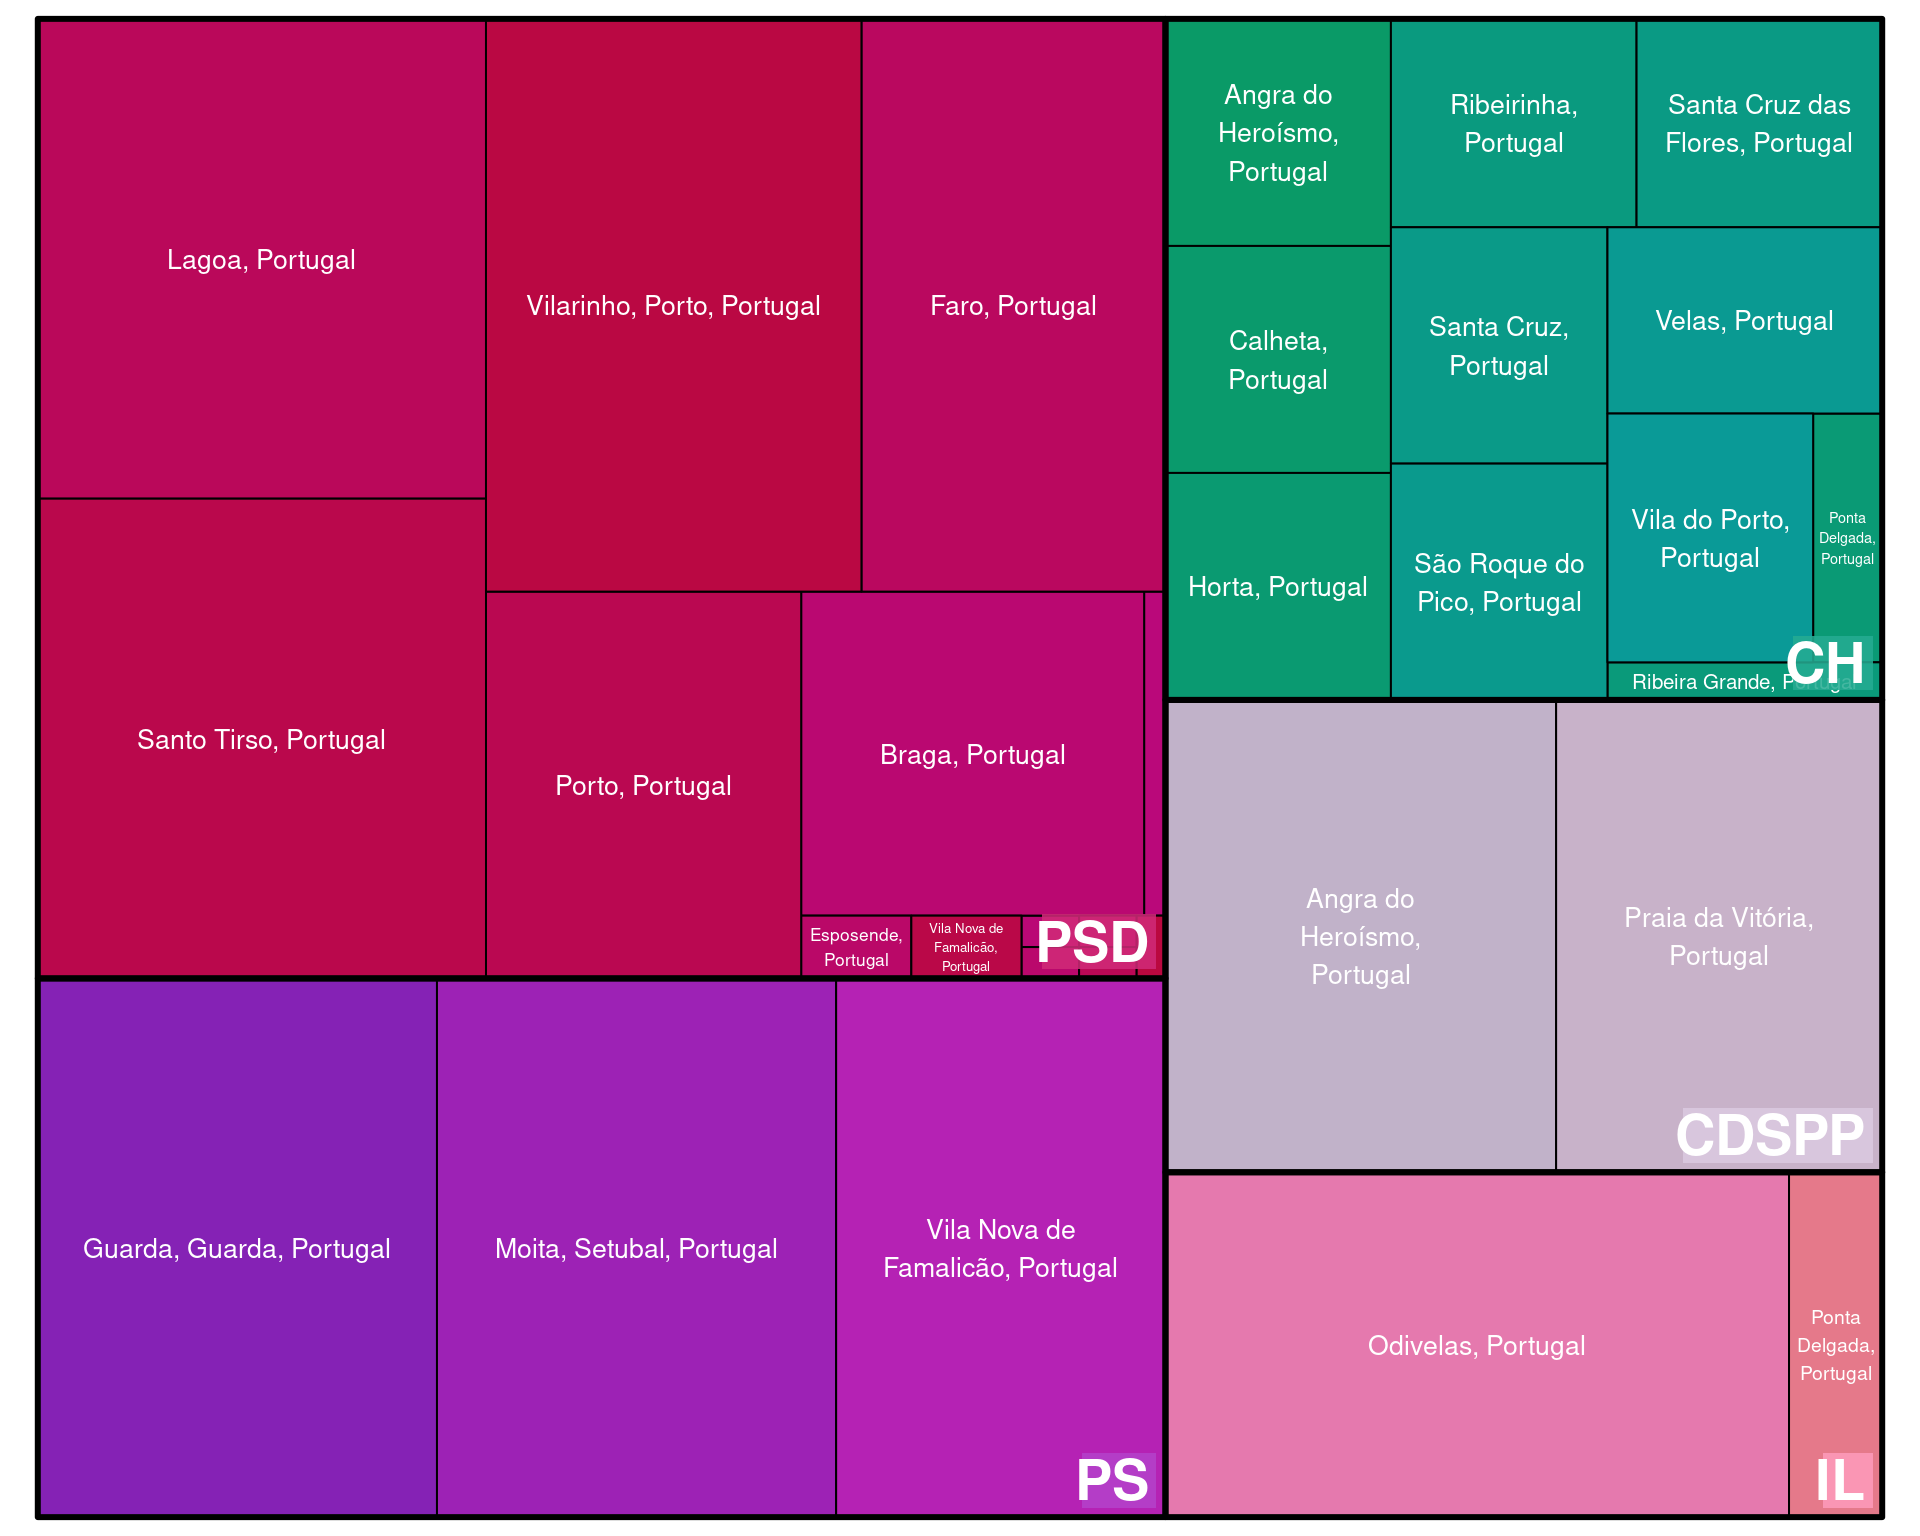 Lagoa, Portugal
Vilarinho, Porto, Portugal
Faro, Portugal
Santo Tirso, Portugal
Porto, Portugal
Braga, Portugal
Esposende,
Portugal
Vila Nova de
Famalicão,
Portugal
PSD
Angra do
Heroísmo,
Portugal
Ribeirinha,
Portugal
Santa Cruz das
Flores, Portugal
Calheta,
Portugal
Santa Cruz,
Portugal
Velas, Portugal
Horta, Portugal
São Roque do
Pico, Portugal
Vila do Porto,
Portugal
Ponta
Delgada,
Portugal
Ribeira Grande, Portugal
CH
Angra do
Heroísmo,
Portugal
Praia da Vitória,
Portugal
CDSPP
Guarda, Guarda, Portugal
Moita, Setubal, Portugal
Vila Nova de
Famalicão, Portugal
PS
Odivelas, Portugal
Ponta
Delgada,
Portugal
IL